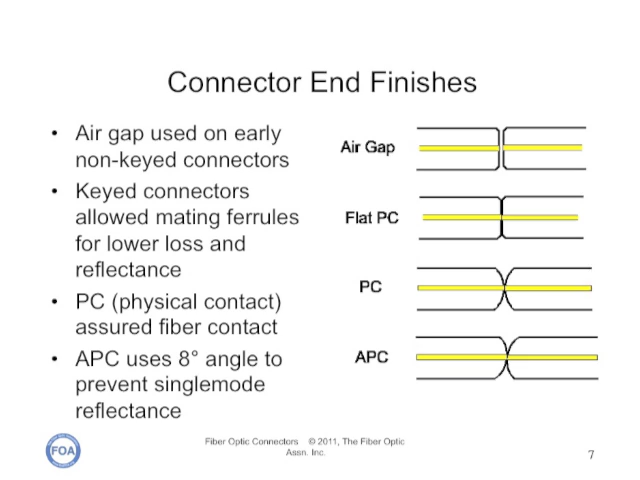 Connector End Finishes
• Air gap used on early
non-keyed connectors
• Keyed connectors
allowed mating ferrules
for lower loss and
reflectance
• PC (physical contact)
assured fiber contact
• APC uses 8° angle to
prevent singlemode
reflectance
Air Gap
Flat PC
PC
APC
FOA
Fiber Optic Connectors © 2011, The Fiber Optic
Assn. Inc.
7